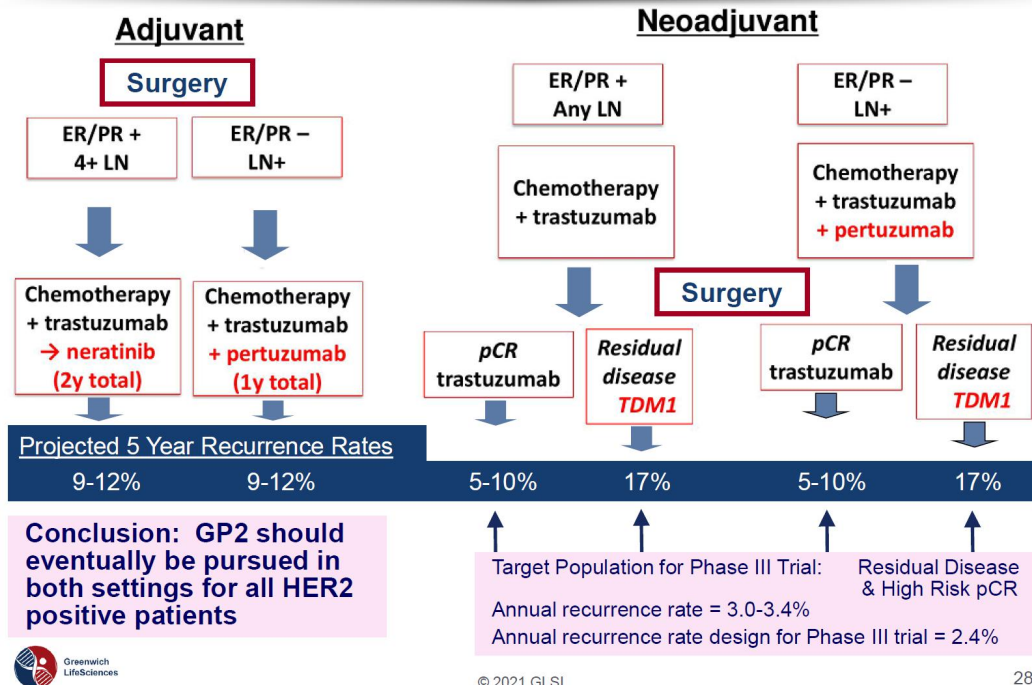 Adjuvant
Surgery
ER/PR +
4+ LN
ER/PR –
LN+
Chemotherapy
+ trastuzumab
→ neratinib
(2y total)
Chemotherapy
+ trastuzumab
+ pertuzumab
(1y total)
Neoadjuvant
ER/PR +
Any LN
ER/PR –
LN+
Chemotherapy
+ trastuzumab
Chemotherapy
+ trastuzumab
+ pertuzumab
Surgery
pCR
trastuzumab
Residual
disease
TDM1
pCR
trastuzumab
Residual
disease
TDM1
Projected 5 Year Recurrence Rates
9-12%
9-12%
5-10%
17%
5-10%
17%
Conclusion: GP2 should
eventually be pursued in
both settings for all HER2
positive patients
Target Population for Phase III Trial:
Residual Disease
& High Risk pCR
Annual recurrence rate = 3.0-3.4%
Annual recurrence rate design for Phase III trial = 2.4%
Greenwich
LifeSciences
© 2021 GLSI
28